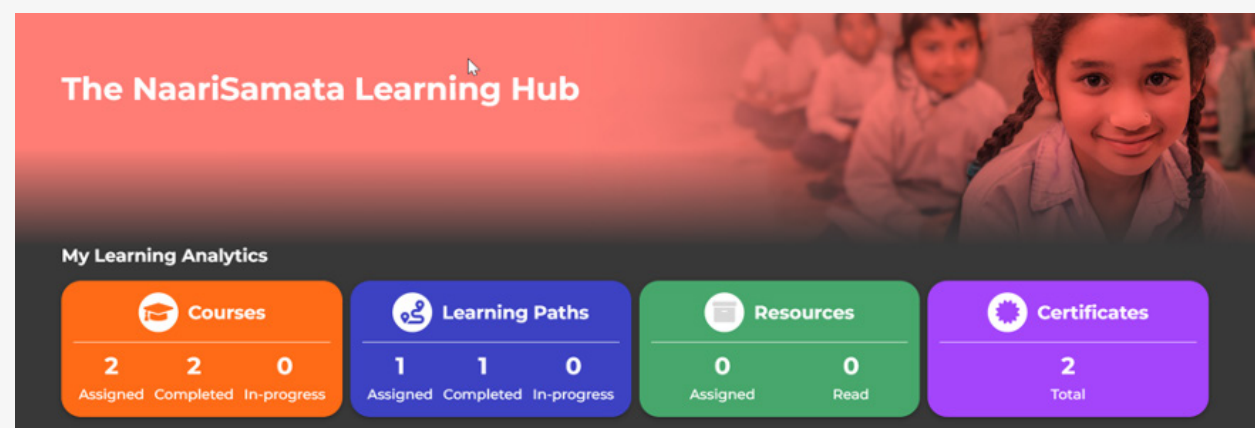 The NaariSamata Learning Hub
My Learning Analytics
Courses
2 2 0
Assigned Completed In-progress
Learning Paths
1 1 0
Assigned Completed In-progress
Resources
0 0
Assigned Read
Certificates
2
Total